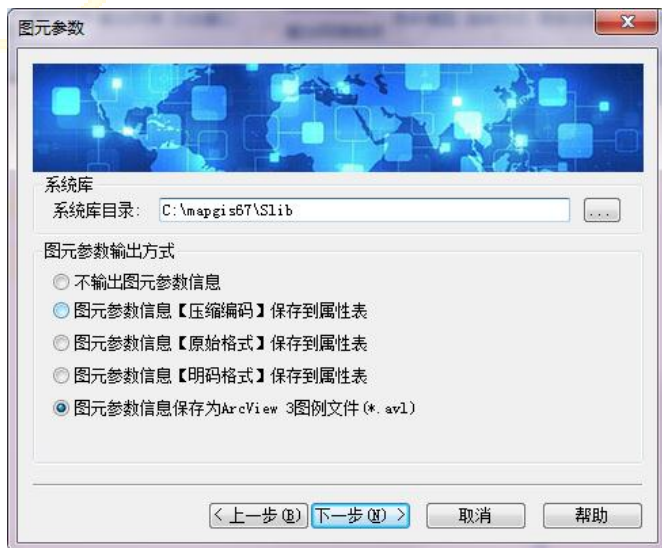 图元参数
系统库
系统库目录: C:\mapgis67\Slib ...
图元参数输出方式
不输出图元参数信息
图元参数信息【压缩编码】保存到属性表
图元参数信息【原始格式】保存到属性表
图元参数信息【明码格式】保存到属性表
图元参数信息保存为ArcView 3图例文件(*.avl)
< 上一步(B) 下一步(N) > 取消 帮助